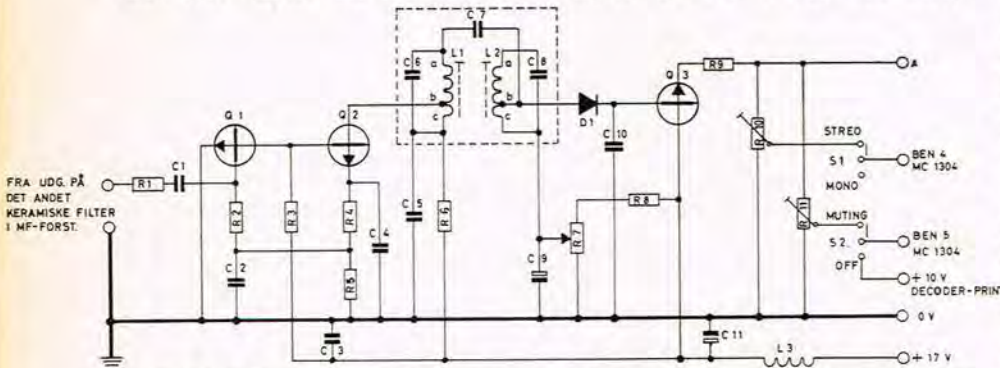 FRA UDG. PÅ
DET ANDET
KERAMISKE FILTER
I MF-FORST.
R1
C1
Q1
R2
C2
R3
C3
Q2
R4
R5
C4
C5
C6
L1
a
b
c
C7
L2
a
b
c
C8
R6
C9
R7
R8
D1
C10
Q3
R9
R10
R11
C11
L3
A
STREO
S1
MONO
BEN 4
MC 1304
MUTING
S2.
OFF
BEN 5
MC 1304
+ 10 V
DECODER-PRINT
0 V
+ 17 V